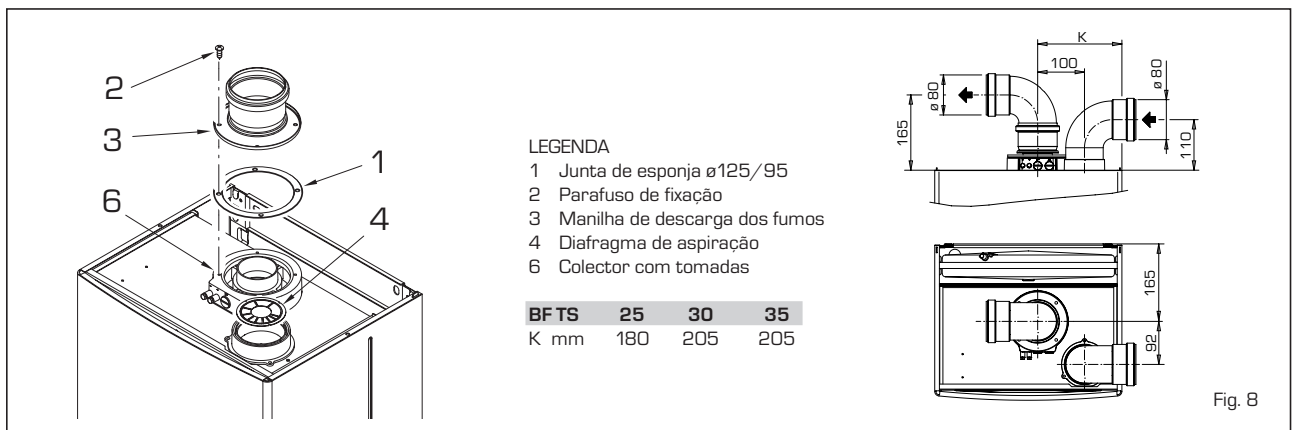 2
3
1
6
4
LEGENDA
1 Junta de esponja ø125/95
2 Parafuso de fixação
3 Manilha de descarga dos fumos
4 Diafragma de aspiração
6 Colector com tomadas
BF TS 25 30 35
K mm 180 205 205
K
100
ø 80
ø 80
165
110
165
92
Fig. 8